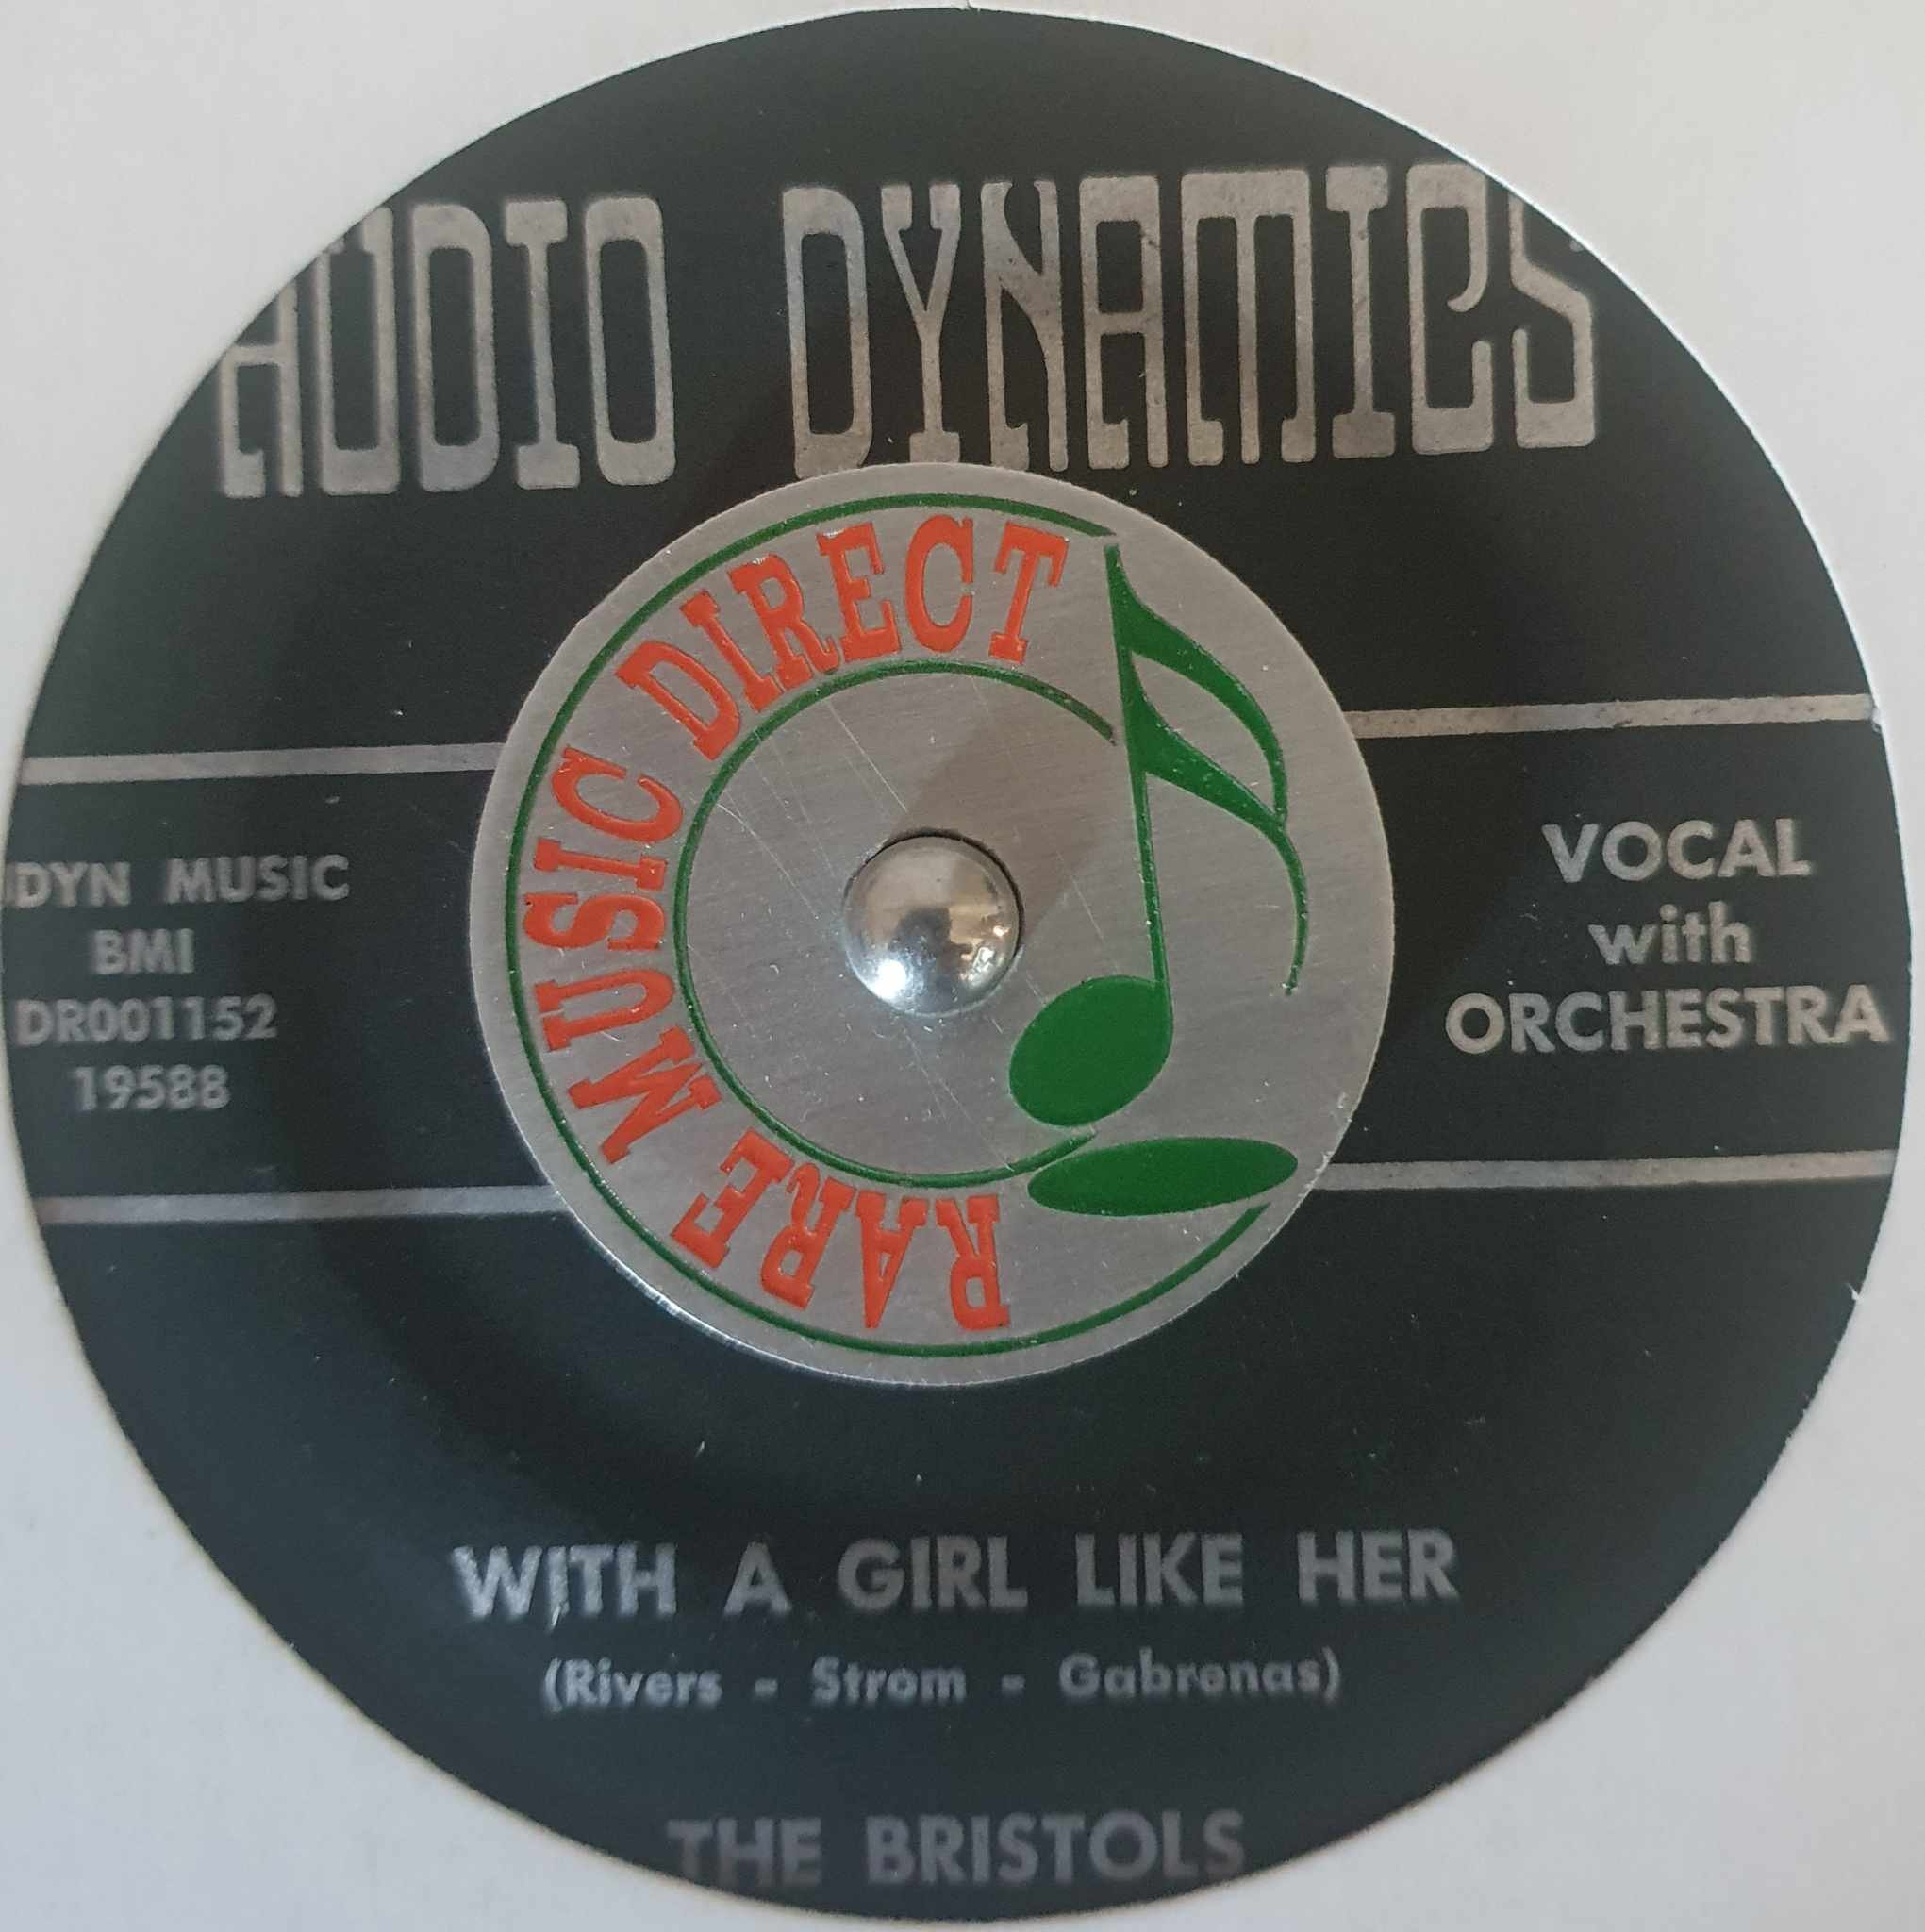 AUDIO DYNAMICS
RARE MUSIC DIRECT
DYN MUSIC
BMI
DR001152
19588
VOCAL
with
ORCHESTRA
WITH A GIRL LIKE HER
(Rivers - Strom - Gabrenas)
THE BRISTOLS